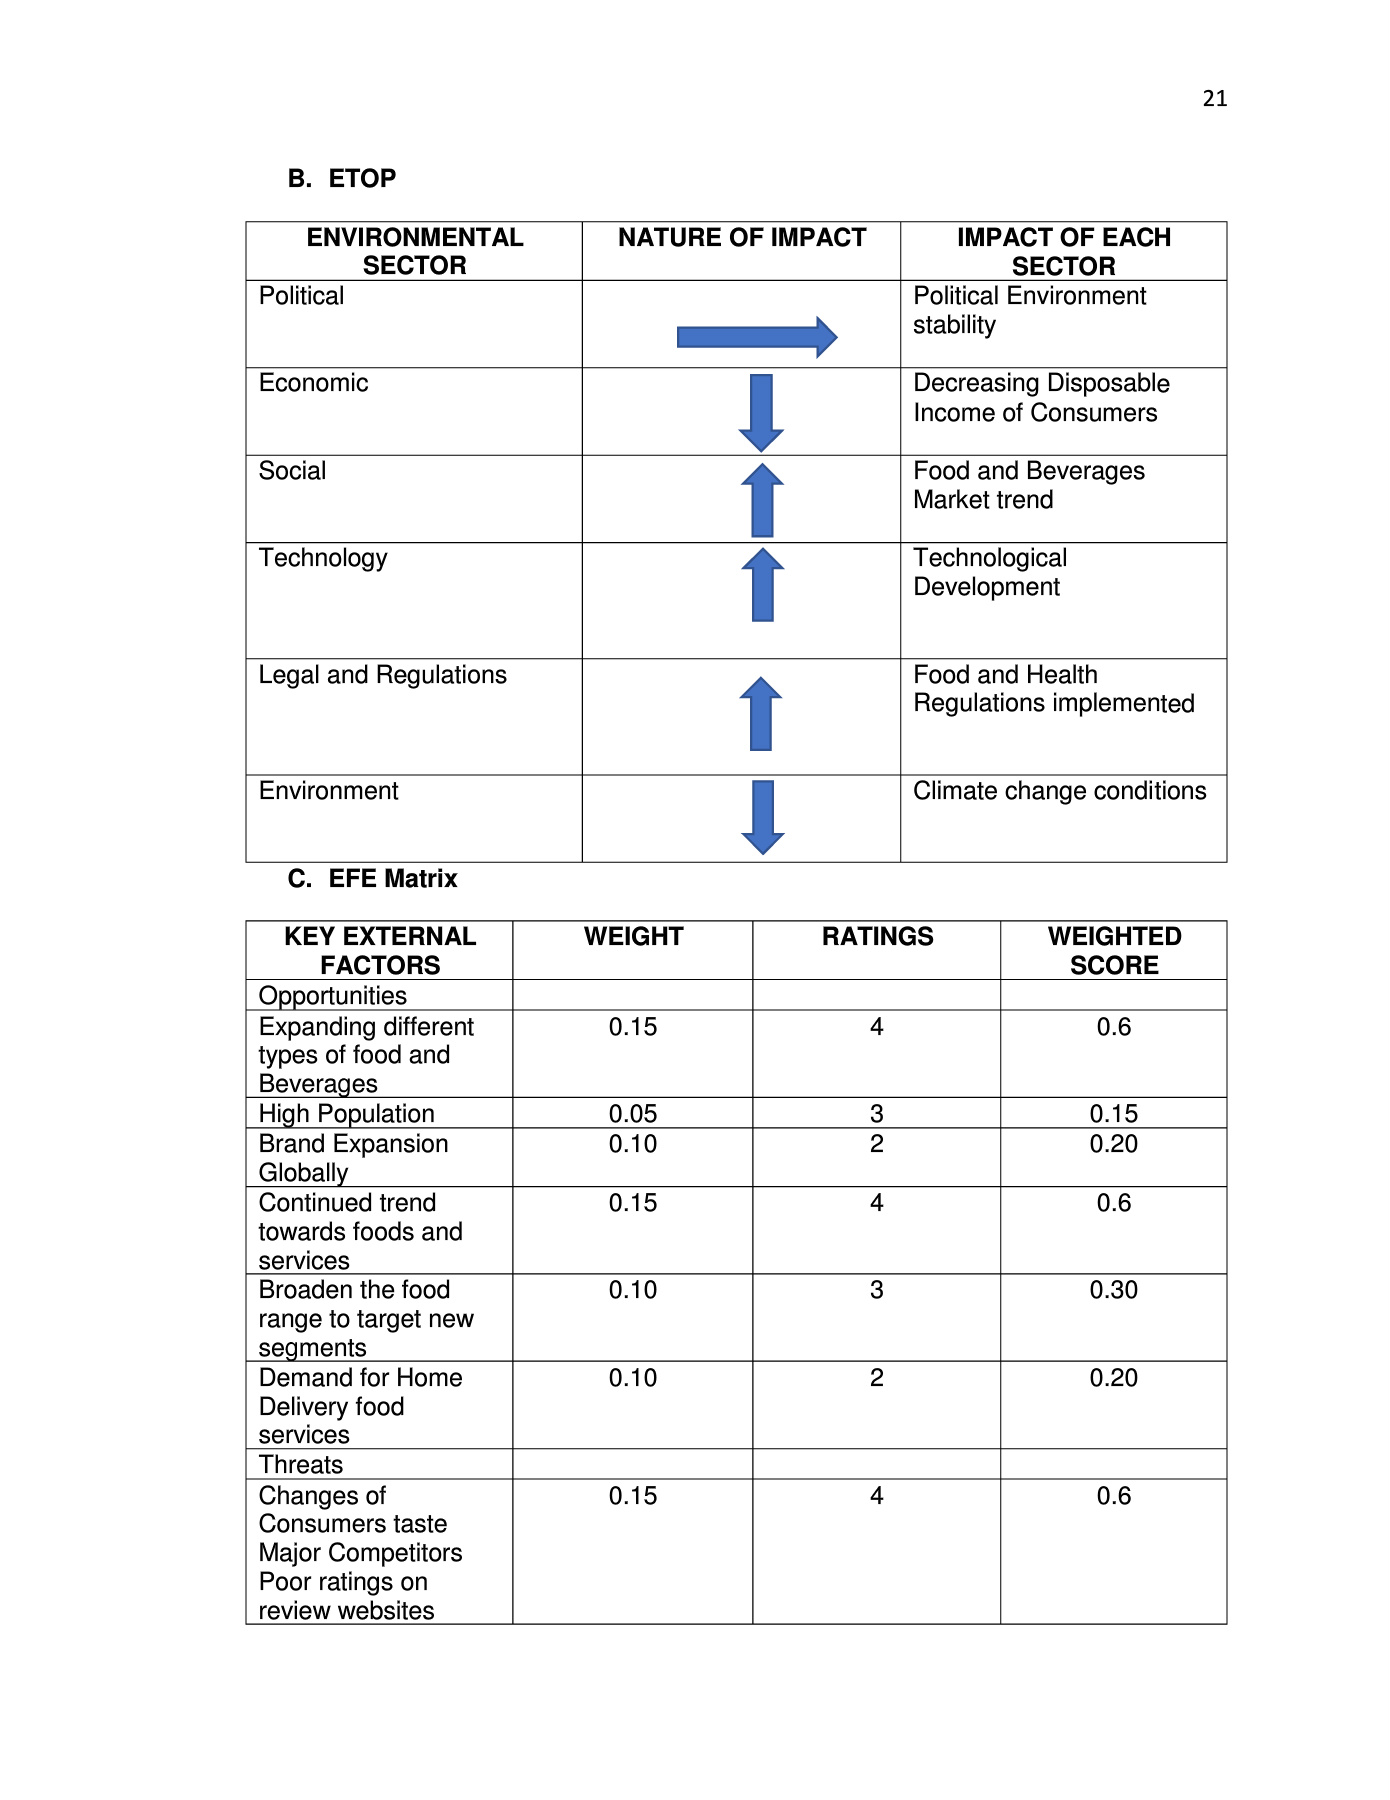 21
B. ETOP
ENVIRONMENTAL SECTOR NATURE OF IMPACT IMPACT OF EACH SECTOR
Political Political Environment
stability
Economic Decreasing Disposable
Income of Consumers
Social Food and Beverages
Market trend
Technology Technological
Development
Legal and Regulations Food and Health
Regulations implemented
Environment Climate change conditions
C. EFE Matrix
KEY EXTERNAL FACTORS WEIGHT RATINGS WEIGHTED SCORE
Opportunities
Expanding different 0.15 4 0.6
types of food and
Beverages
High Population 0.05 3 0.15
Brand Expansion 0.10 2 0.20
Globally
Continued trend 0.15 4 0.6
towards foods and
services
Broaden the food 0.10 3 0.30
range to target new
segments
Demand for Home 0.10 2 0.20
Delivery food
services
Threats
Changes of 0.15 4 0.6
Consumers taste
Major Competitors
Poor ratings on
review websites